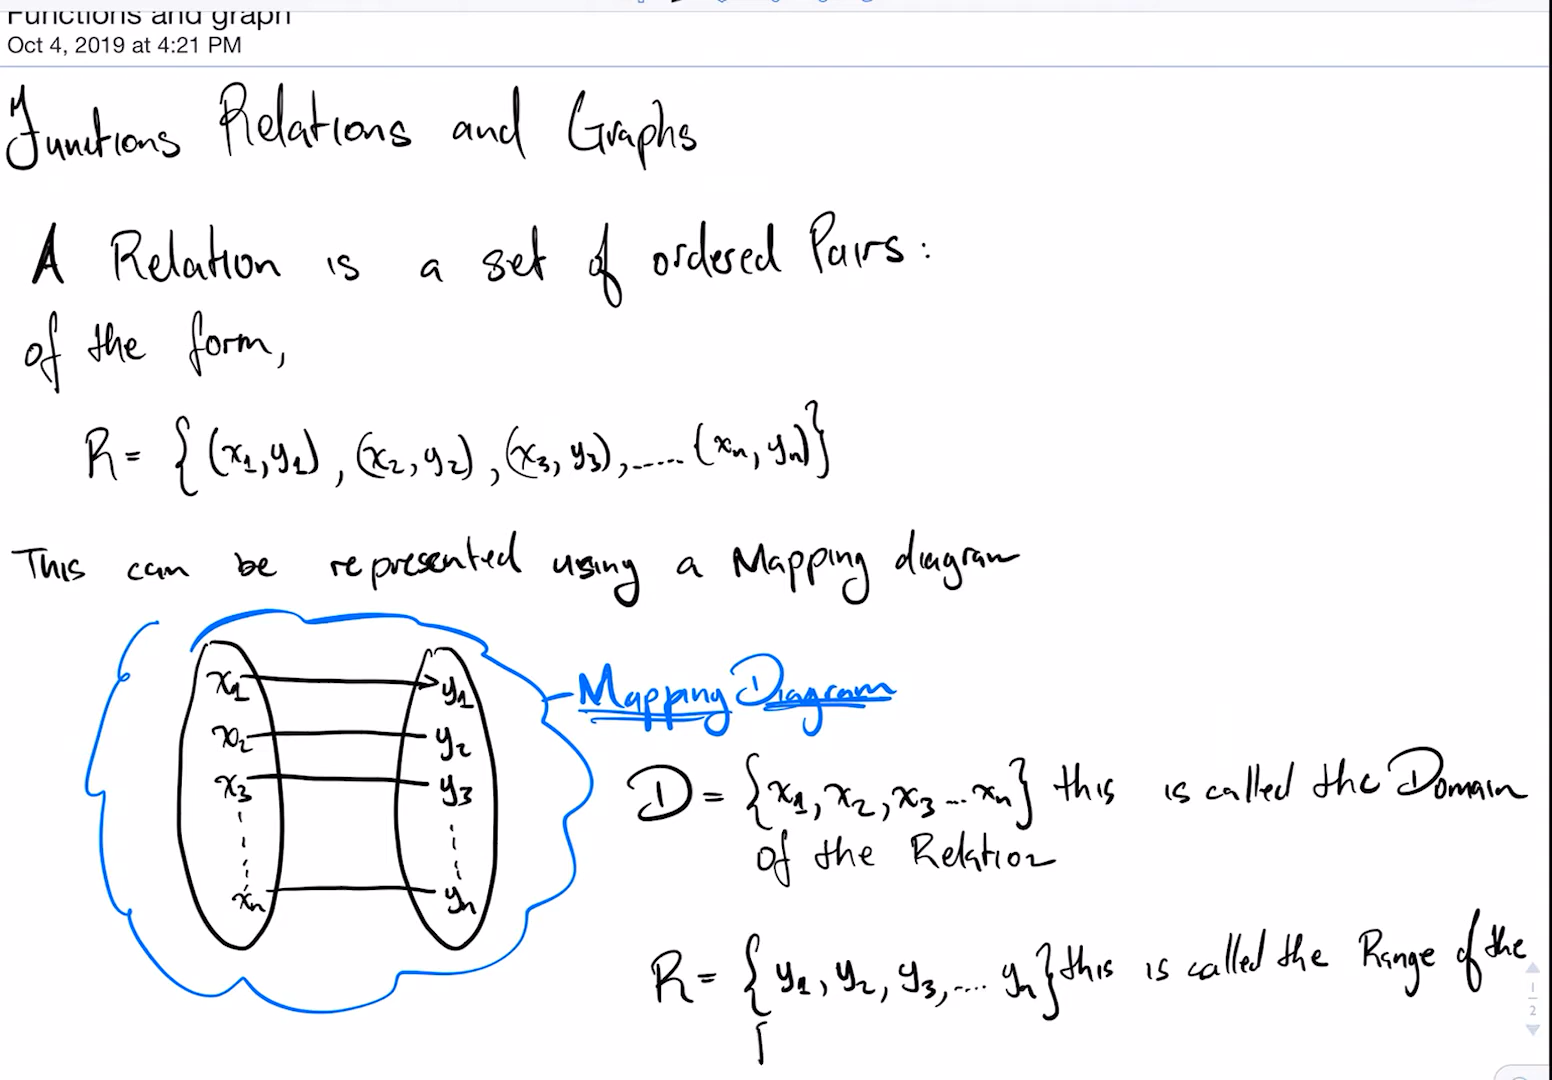 Functions and graph
Oct 4, 2019 at 4:21 PM
Functions Relations and Graphs
A Relation is a set of ordered Pairs:
of the form,
R = { (x₁,y₁) , (x₂,y₂) , (x₃,y₃),...... (xₙ,yₙ)}
This can be represented using a Mapping diagram
x₁ y₁
x₂ y₂
x₃ y₃
xₙ yₙ
Mapping Diagram
D = {x₁,x₂,x₃...xₙ} this is called the Domain
of the Relation
R = { y₁,y₂,y₃,.... yₙ} this is called the Range of the
1
2